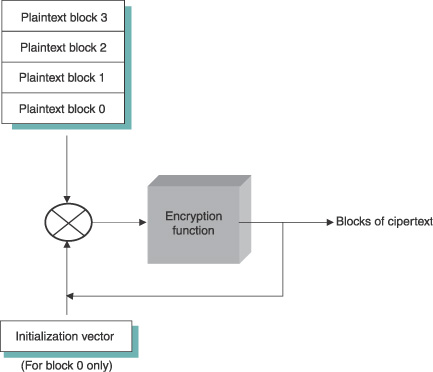 Plaintext block 3
Plaintext block 2
Plaintext block 1
Plaintext block 0
Encryption
function
Blocks of cipertext
Initialization vector
(For block 0 only)